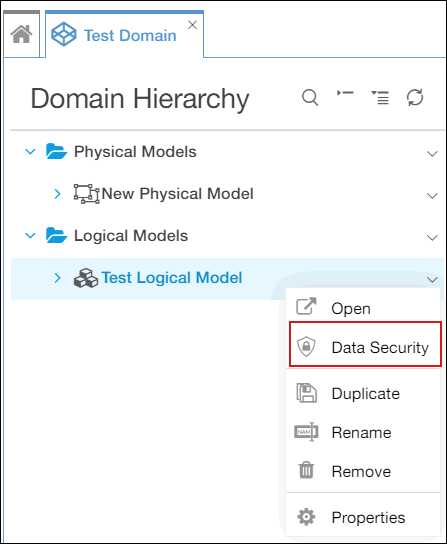 Test Domain
Domain Hierarchy
Physical Models
New Physical Model
Logical Models
Test Logical Model
Open
Data Security
Duplicate
NAM
Rename
Remove
Properties